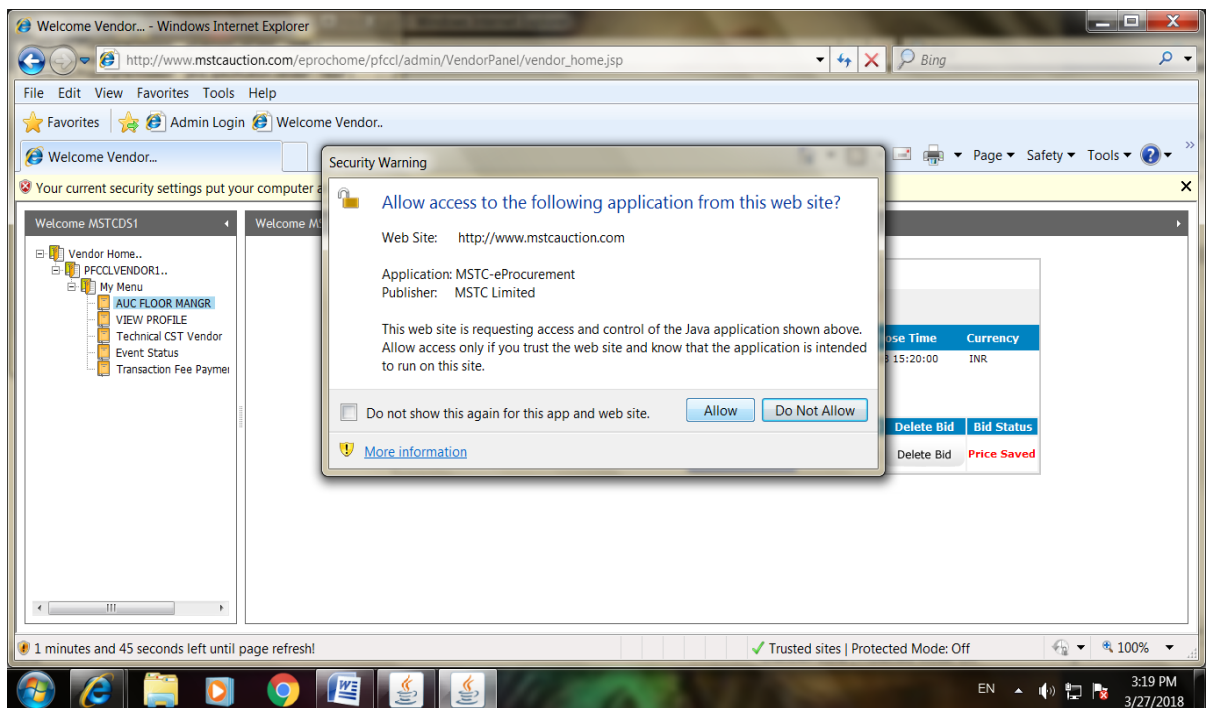 Welcome Vendor... - Windows Internet Explorer
http://www.mstcauction.com/eprochome/pfccl/admin/VendorPanel/vendor_home.jsp
Bing
File Edit View Favorites Tools Help
Favorites Admin Login Welcome Vendor..
Welcome Vendor...
Page Safety Tools
Your current security settings put your computer
Welcome MSTCDS1
Welcome
Vendor Home..
PFCCLVENDOR1..
My Menu
AUC FLOOR MANGR
VIEW PROFILE
Technical CST Vendor
Event Status
Transaction Fee Paymer
Security Warning
Allow access to the following application from this web site?
Web Site: http://www.mstcauction.com
Application: MSTC-eProcurement
Publisher: MSTC Limited
This web site is requesting access and control of the Java application shown above.
Allow access only if you trust the web site and know that the application is intended
to run on this site.
Do not show this again for this app and web site.
Allow
Do Not Allow
More information
Time Currency
15:20:00 INR
Delete Bid Bid Status
Delete Bid Price Saved
1 minutes and 45 seconds left until page refresh!
Trusted sites | Protected Mode: Off
100%
EN
3:19 PM
3/27/2018